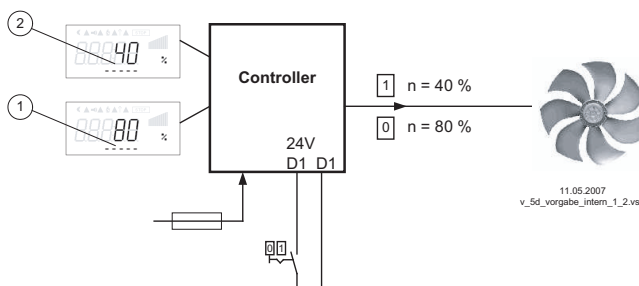 2
40
%
Controller
1 n = 40 %
1
80
%
0 n = 80 %
24V
D1 D1
11.05.2007
v_5d_vorgabe_intern_1_2.vs
0 1